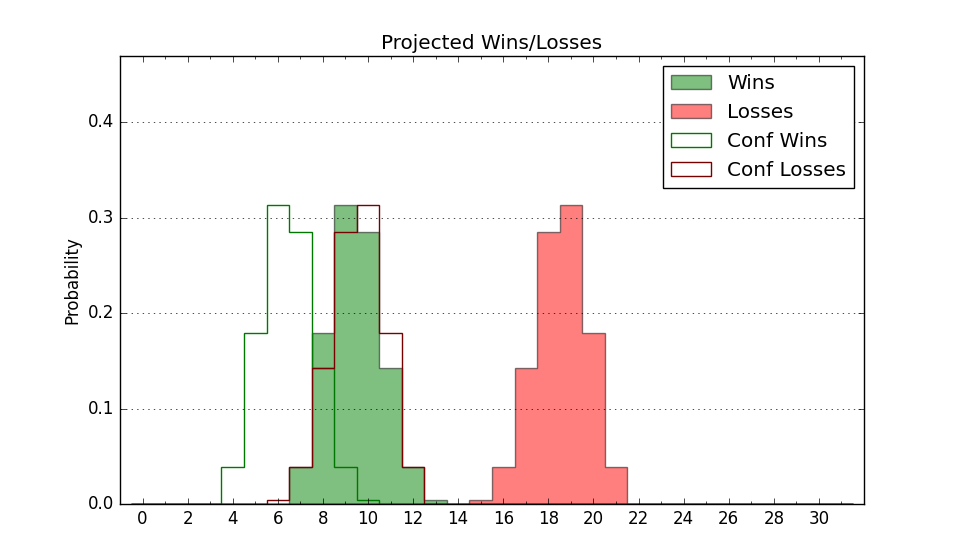 Projected Wins/Losses
Wins
Losses
Conf Wins
Conf Losses
Probability
0.4
0.3
0.2
0.1
0.0
0 2 4 6 8 10 12 14 16 18 20 22 24 26 28 30